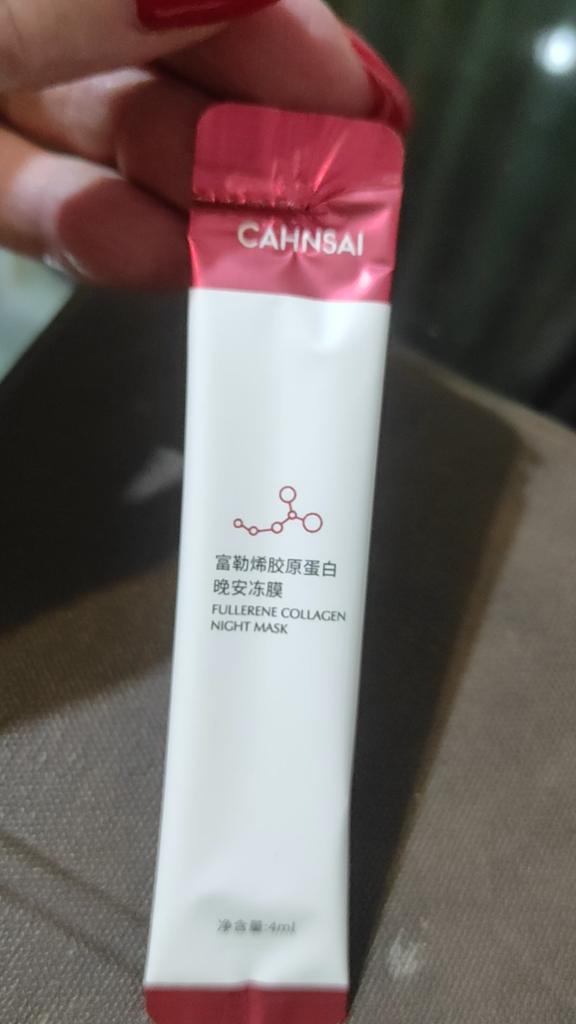 CAHNSAI
富勒烯胶原蛋白
晚安冻膜
FULLERENE COLLAGEN
NIGHT MASK
净含量:4ml